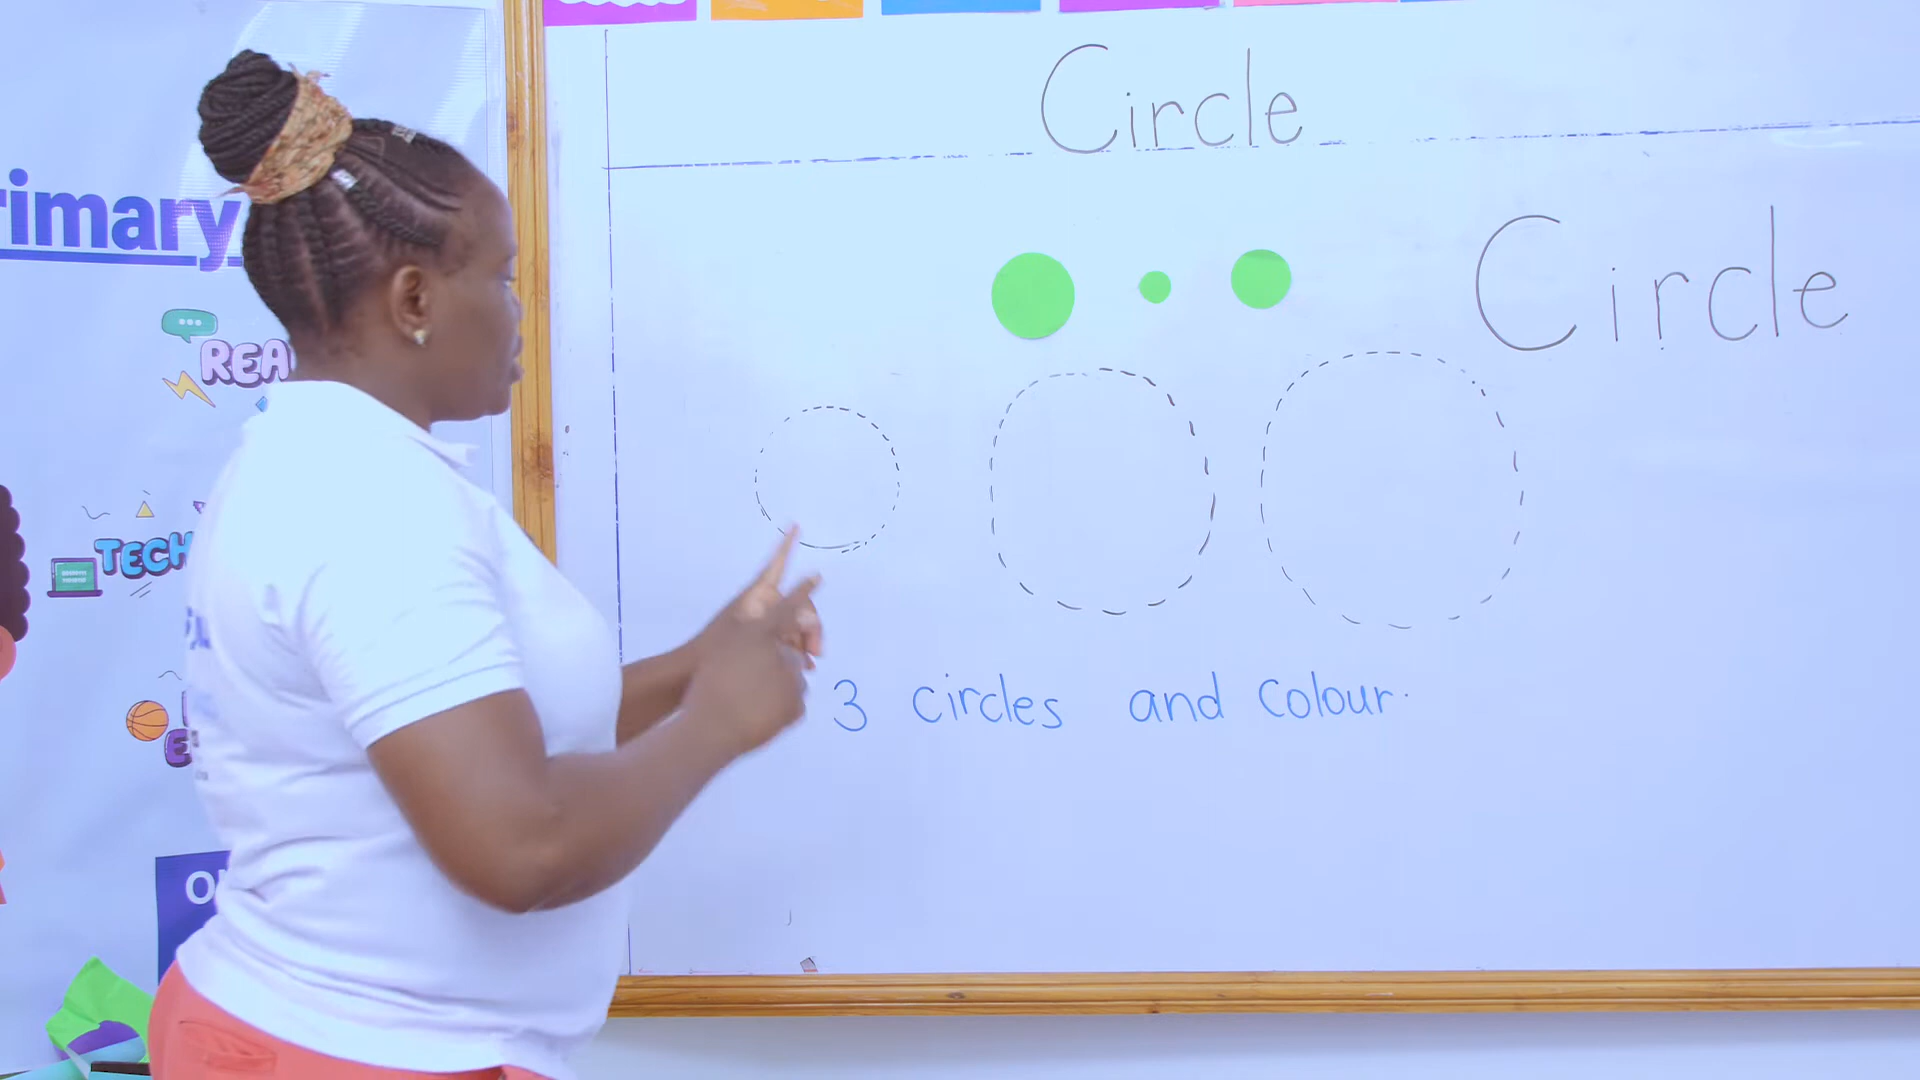 Circle
Circle
3 circles and colour.
rimary
REA
TECH